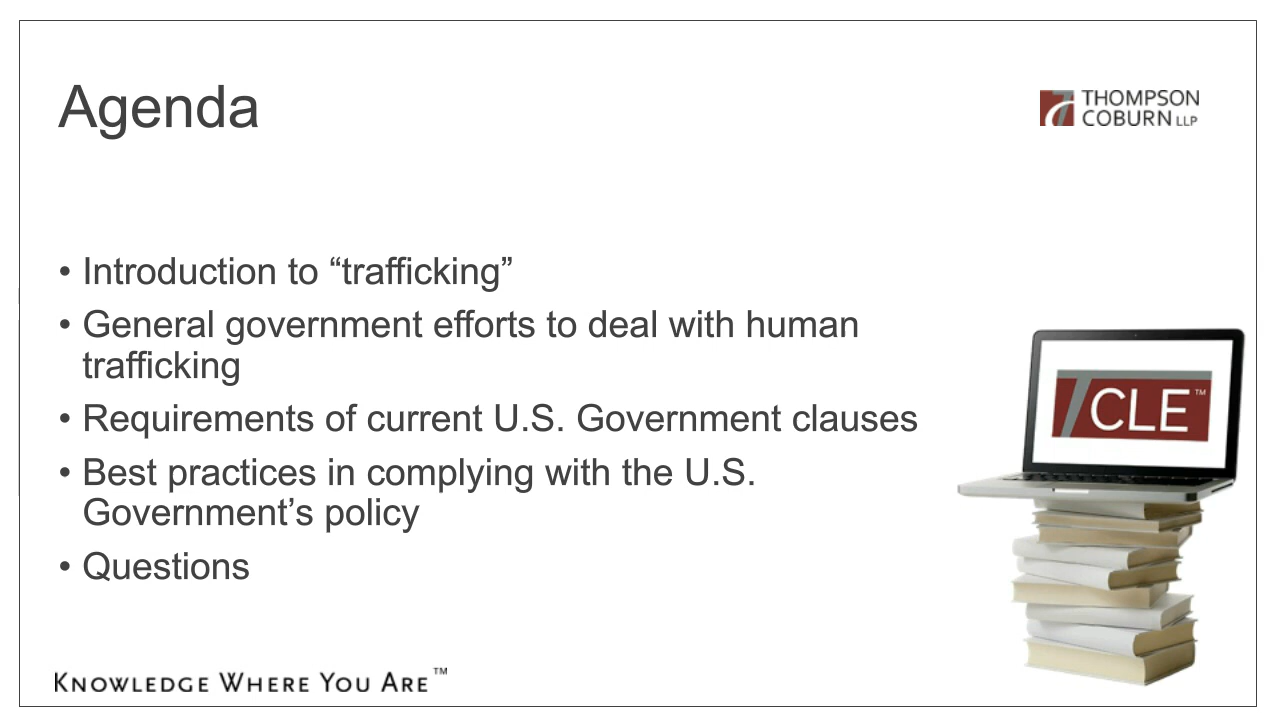 Agenda
THOMPSON
COBURN LLP
• Introduction to “trafficking”
• General government efforts to deal with human
trafficking
• Requirements of current U.S. Government clauses
• Best practices in complying with the U.S.
Government’s policy
• Questions
CLE™
KNOWLEDGE WHERE YOU ARE™